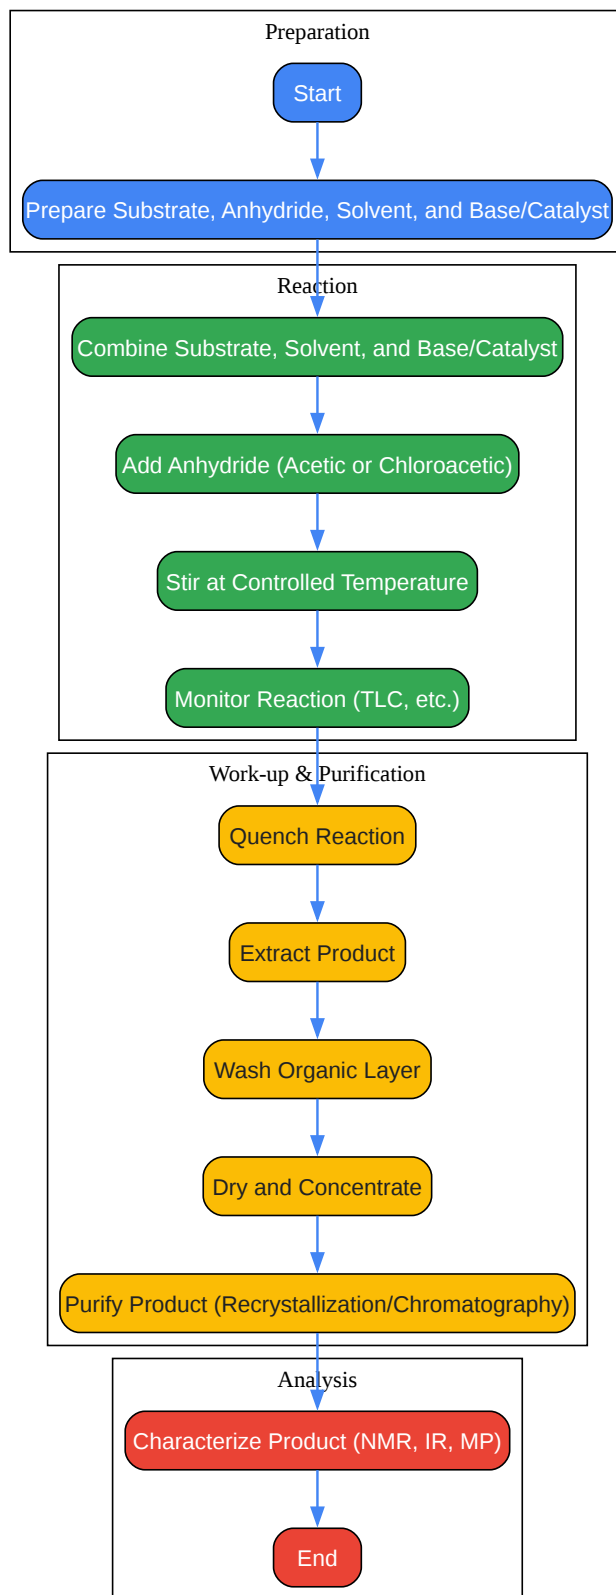 Preparation
Start
Prepare Substrate, Anhydride, Solvent, and Base/Catalyst
Reaction
Combine Substrate, Solvent, and Base/Catalyst
Add Anhydride (Acetic or Chloroacetic)
Stir at Controlled Temperature
Monitor Reaction (TLC, etc.)
Work-up & Purification
Quench Reaction
Extract Product
Wash Organic Layer
Dry and Concentrate
Purify Product (Recrystallization/Chromatography)
Analysis
Characterize Product (NMR, IR, MP)
End